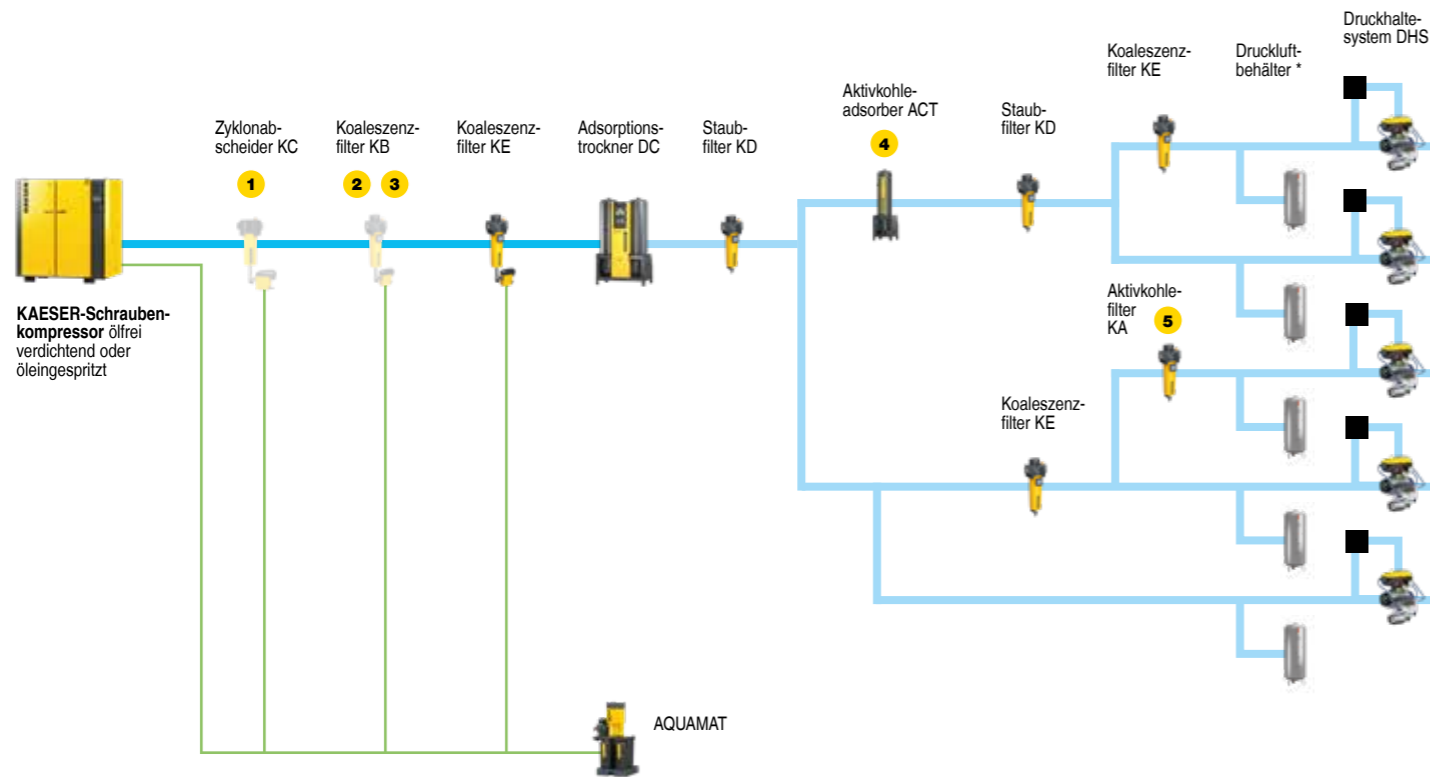 Druckhalte-
system DHS
Koaleszenz-
filter KE
Druckluft-
behälter *
Aktivkohle-
adsorber ACT
Staub-
filter KD
Zyklonab-
scheider KC
Koaleszenz-
filter KB
Koaleszenz-
filter KE
Adsorptions-
trockner DC
Staub-
filter KD
4
1
2
3
KAESER-Schrauben-
kompressor ölfrei
verdichtend oder
öleingespritzt
Aktivkohle-
filter
KA
5
Koaleszenz-
filter KE
AQUAMAT